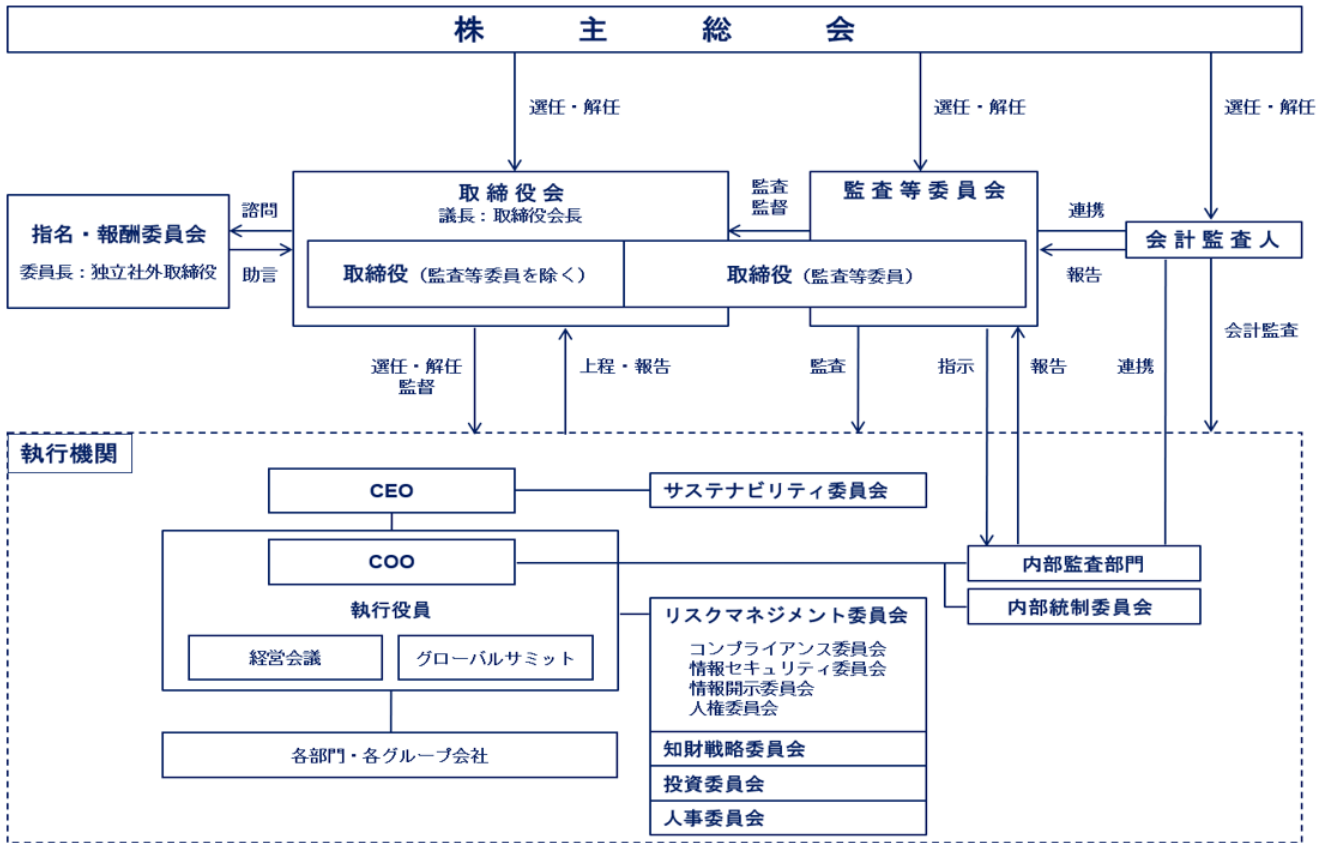 株主総会
選任・解任
選任・解任
選任・解任
取締役会
議長：取締役会長
監査
監督
監査等委員会
連携
報告
会計監査人
諮問
助言
指名・報酬委員会
委員長：独立社外取締役
取締役（監査等委員を除く）
取締役（監査等委員）
選任・解任
監督
上程・報告
監査
指示
報告
連携
会計監査
執行機関
CEO
サステナビリティ委員会
COO
執行役員
経営会議
グローバルサミット
各部門・各グループ会社
内部監査部門
内部統制委員会
リスクマネジメント委員会
コンプライアンス委員会
情報セキュリティ委員会
情報開示委員会
人権委員会
知財戦略委員会
投資委員会
人事委員会